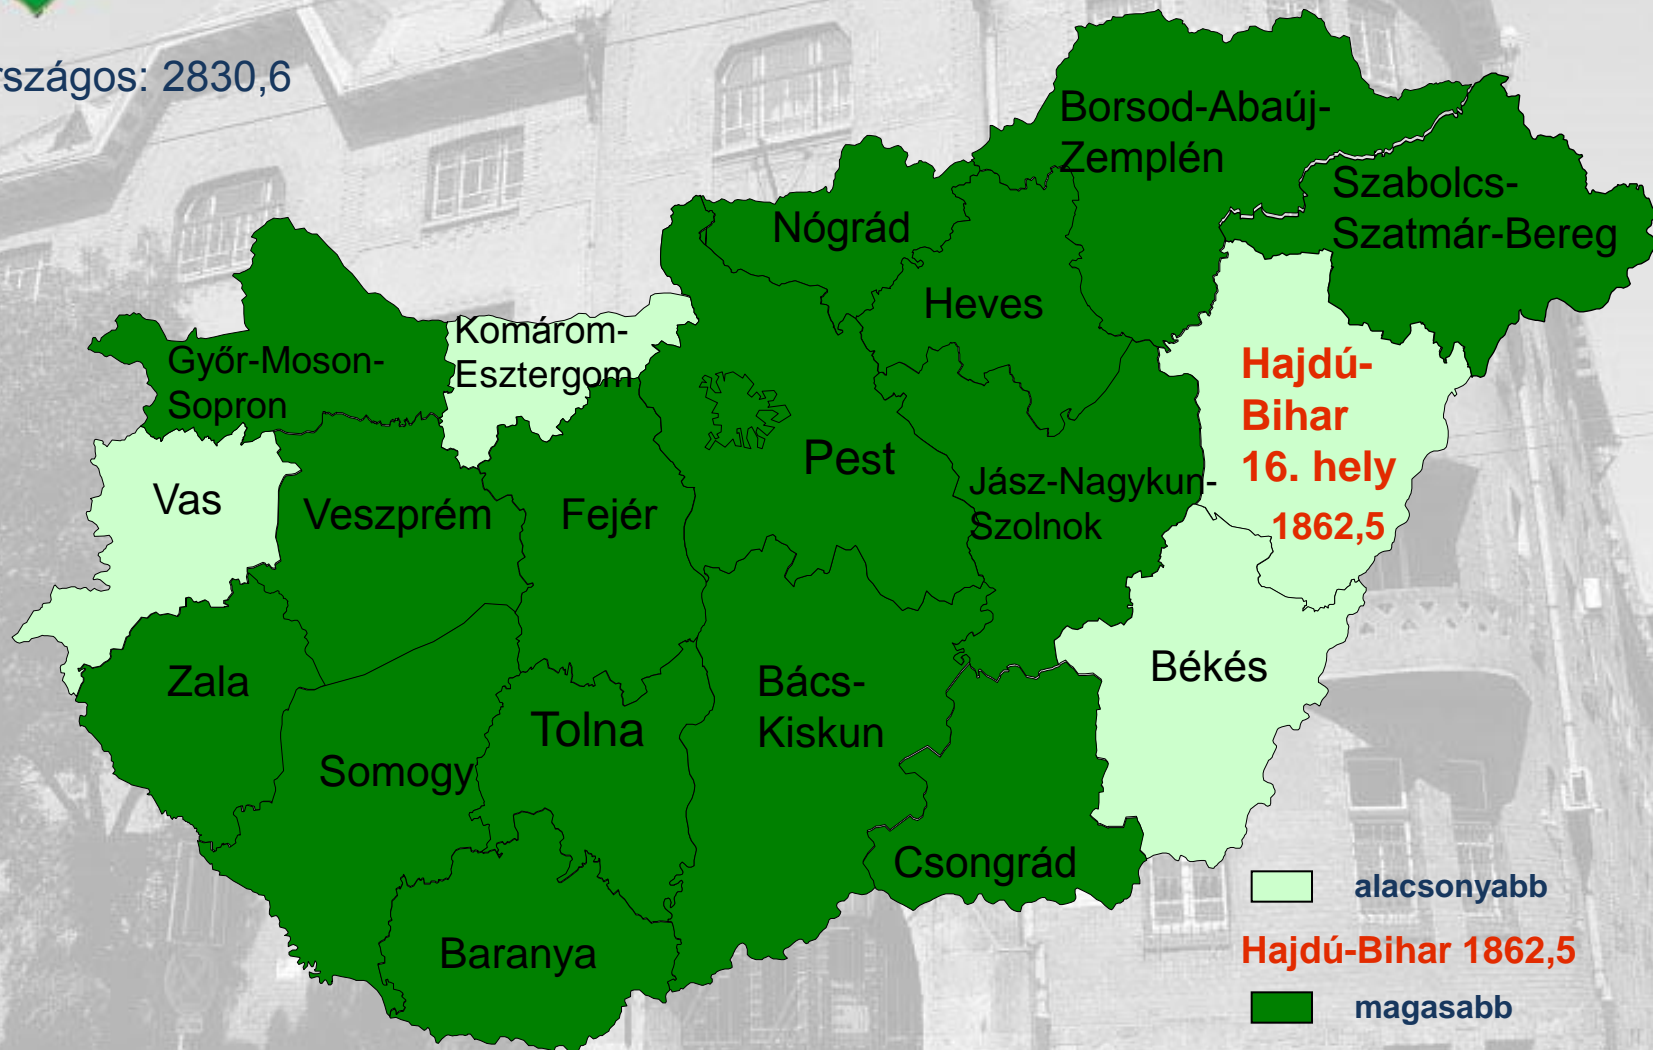 rszágos: 2830,6
Borsod-Abaúj-
Zemplén
Szabolcs-
Szatmár-Bereg
Nógrád
Heves
Komárom-
Esztergom
Győr-Moson-
Sopron
Hajdú-
Bihar
16. hely
1862,5
Pest
Jász-Nagykun-
Szolnok
Vas
Veszprém
Fejér
Békés
Zala
Bács-
Kiskun
Tolna
Somogy
Csongrád
Baranya
alacsonyabb
Hajdú-Bihar 1862,5
magasabb